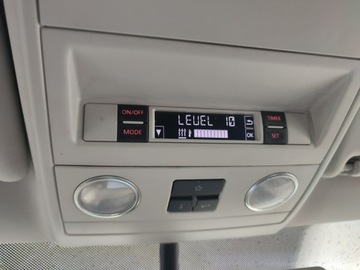 ON/OFF
LEVEL 10
TIMER
MODE
OK
SET